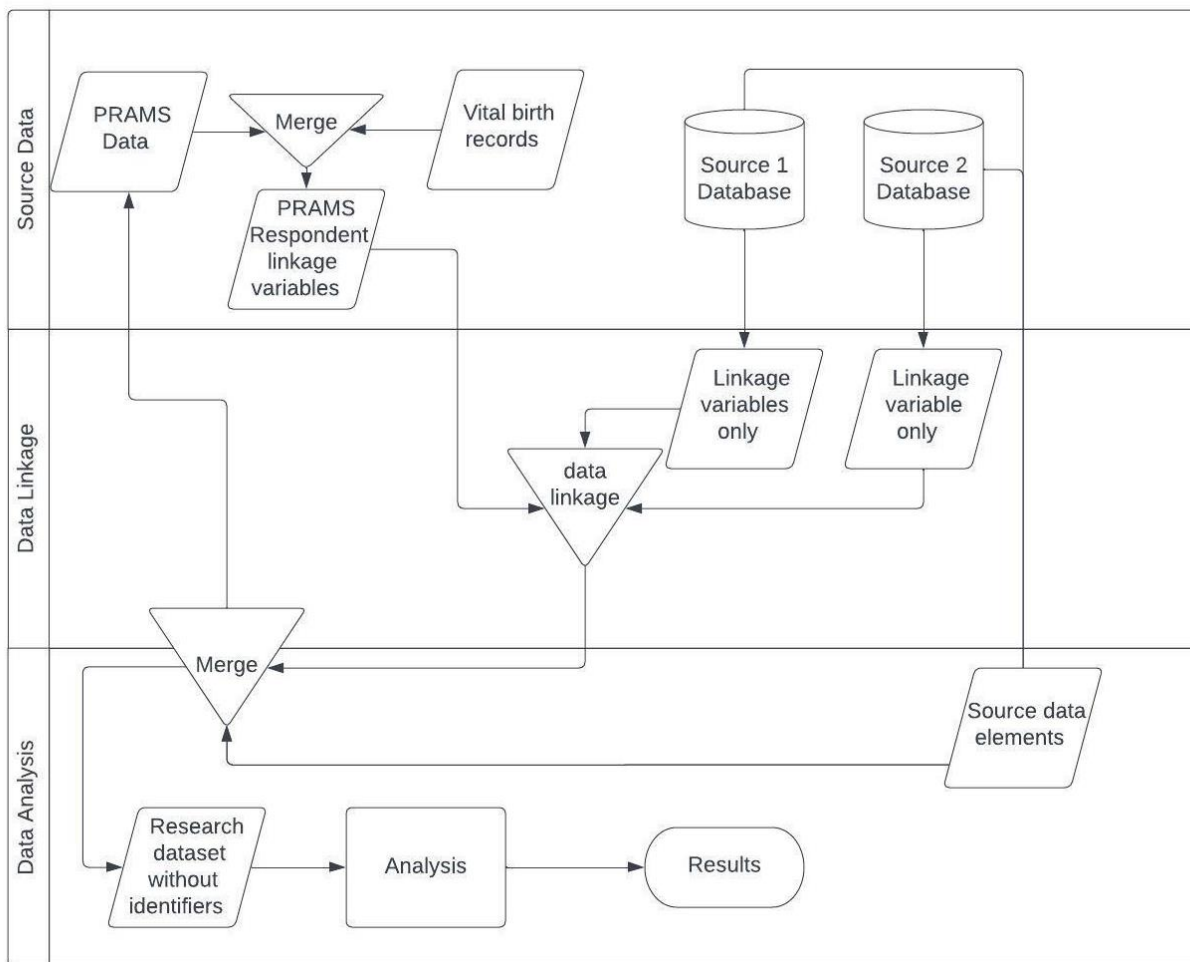 Source Data
PRAMS
Data
Merge
Vital birth
records
PRAMS
Respondent
linkage
variables
Source 1
Database
Source 2
Database
Data Linkage
Linkage
variables
only
Linkage
variable
only
data
linkage
Merge
Data Analysis
Source data
elements
Research
dataset
without
identifiers
Analysis
Results